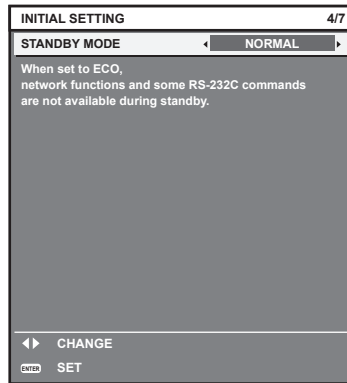 INITIAL SETTING 4/7
STANDBY MODE NORMAL
When set to ECO,
network functions and some RS-232C commands
are not available during standby.
CHANGE
ENTER SET